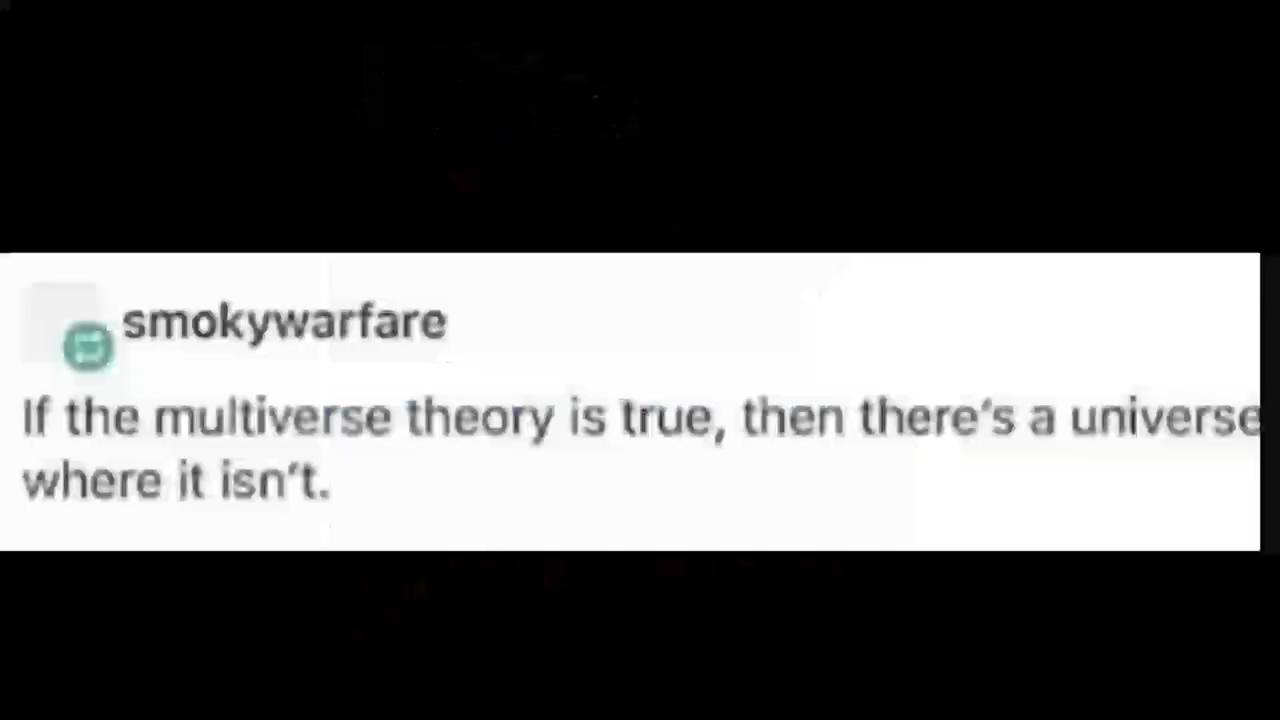 smokywarfare
If the multiverse theory is true, then there's a universe
where it isn't.